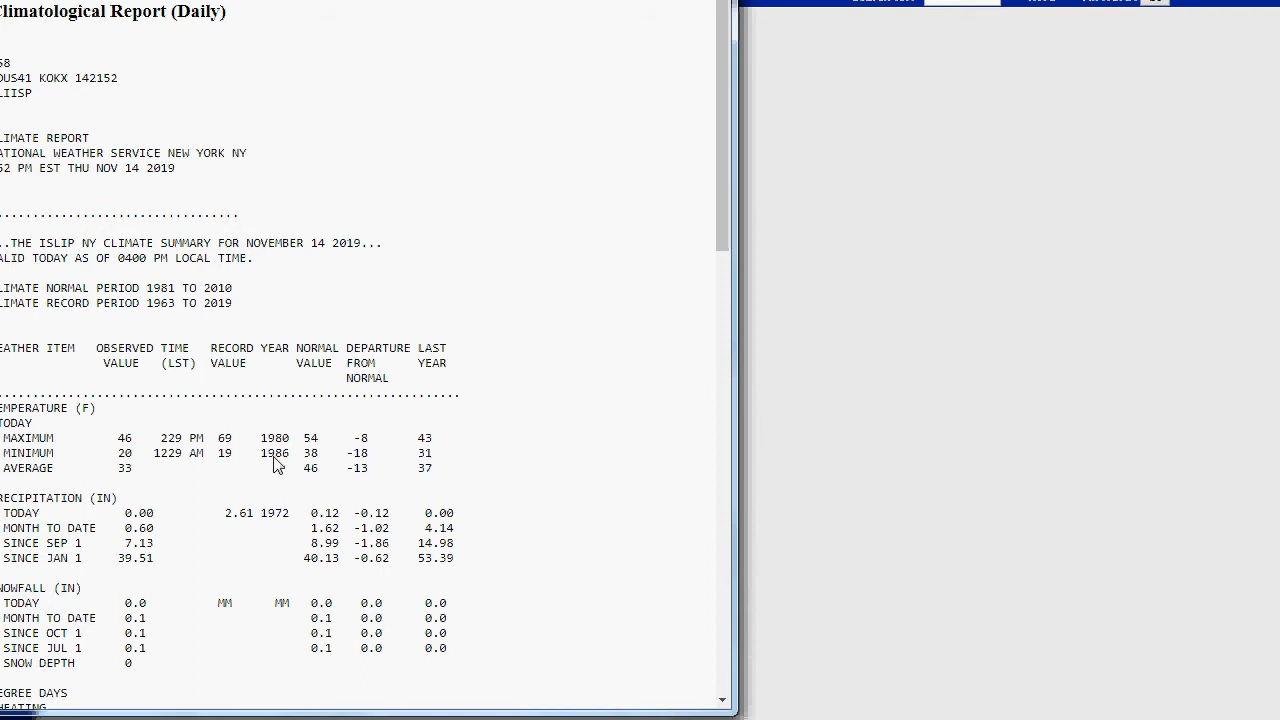 Climatological Report (Daily)
58
DUS41 KOKX 142152
LIISP
LIMATE REPORT
ATIONAL WEATHER SERVICE NEW YORK NY
52 PM EST THU NOV 14 2019
..................................
..THE ISLIP NY CLIMATE SUMMARY FOR NOVEMBER 14 2019...
ALID TODAY AS OF 0400 PM LOCAL TIME.
LIMATE NORMAL PERIOD 1981 TO 2010
LIMATE RECORD PERIOD 1963 TO 2019
EATHER ITEM OBSERVED TIME RECORD YEAR NORMAL DEPARTURE LAST
VALUE (LST) VALUE VALUE FROM YEAR
NORMAL
.................................................................
EMPERATURE (F)
TODAY
MAXIMUM 46 229 PM 69 1980 54 -8 43
MINIMUM 20 1229 AM 19 1986 38 -18 31
AVERAGE 33 46 -13 37
RECIPITATION (IN)
TODAY 0.00 2.61 1972 0.12 -0.12 0.00
MONTH TO DATE 0.60 1.62 -1.02 4.14
SINCE SEP 1 7.13 8.99 -1.86 14.98
SINCE JAN 1 39.51 40.13 -0.62 53.39
NOWFALL (IN)
TODAY 0.0 MM MM 0.0 0.0 0.0
MONTH TO DATE 0.1 0.1 0.0 0.0
SINCE OCT 1 0.1 0.1 0.0 0.0
SINCE JUL 1 0.1 0.1 0.0 0.0
SNOW DEPTH 0
EGREE DAYS
HEATING